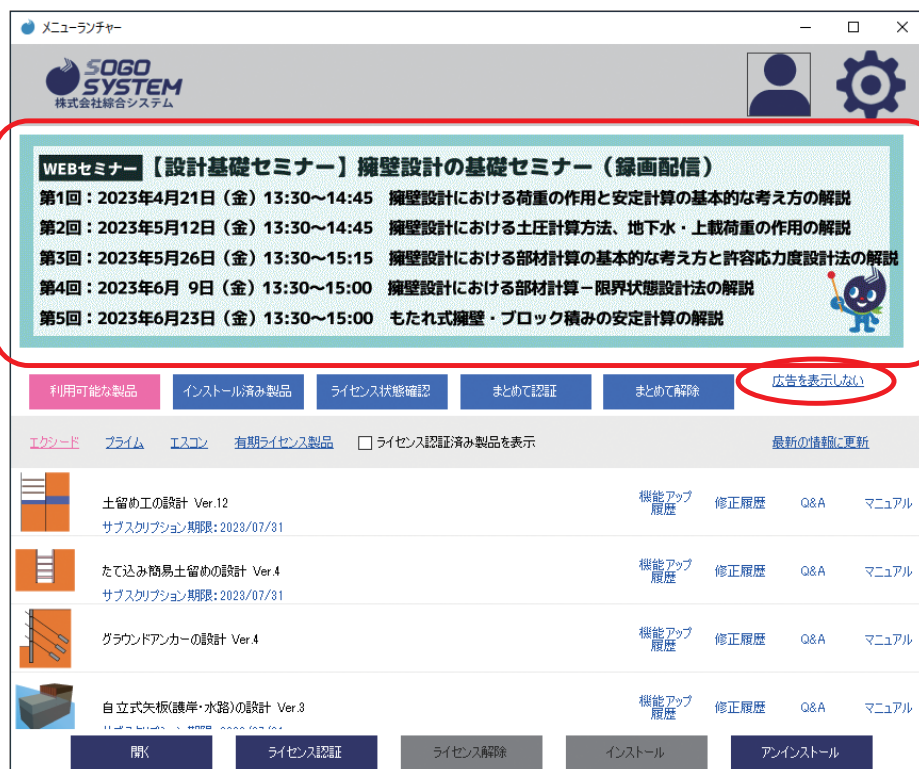 メニューランチャー
SOGO
SYSTEM
株式会社綜合システム
WEBセミナー 【設計基礎セミナー】擁壁設計の基礎セミナー（録画配信）
第1回：2023年4月21日（金）13:30～14:45 擁壁設計における荷重の作用と安定計算の基本的な考え方の解説
第2回：2023年5月12日（金）13:30～14:45 擁壁設計における土圧計算方法、地下水・上載荷重の作用の解説
第3回：2023年5月26日（金）13:30～15:15 擁壁設計における部材計算の基本的な考え方と許容応力度設計法の解説
第4回：2023年6月 9日（金）13:30～15:00 擁壁設計における部材計算－限界状態設計法の解説
第5回：2023年6月23日（金）13:30～15:00 もたれ式擁壁・ブロック積みの安定計算の解説
利用可能な製品 インストール済み製品 ライセンス状態確認 まとめて認証 まとめて解除 広告を表示しない
エクシード プライム エスコン 有期ライセンス製品 ライセンス認証済み製品を表示 最新の情報に更新
土留め工の設計 Ver.12 機能アップ履歴 修正履歴 Q&A マニュアル
サブスクリプション期限：2023/07/31
たて込み簡易土留めの設計 Ver.4 機能アップ履歴 修正履歴 Q&A マニュアル
サブスクリプション期限：2023/07/31
グラウンドアンカーの設計 Ver.4 機能アップ履歴 修正履歴 Q&A マニュアル
自立式矢板(護岸・水路)の設計 Ver.3 機能アップ履歴 修正履歴 Q&A マニュアル
開く ライセンス認証 ライセンス解除 インストール アンインストール